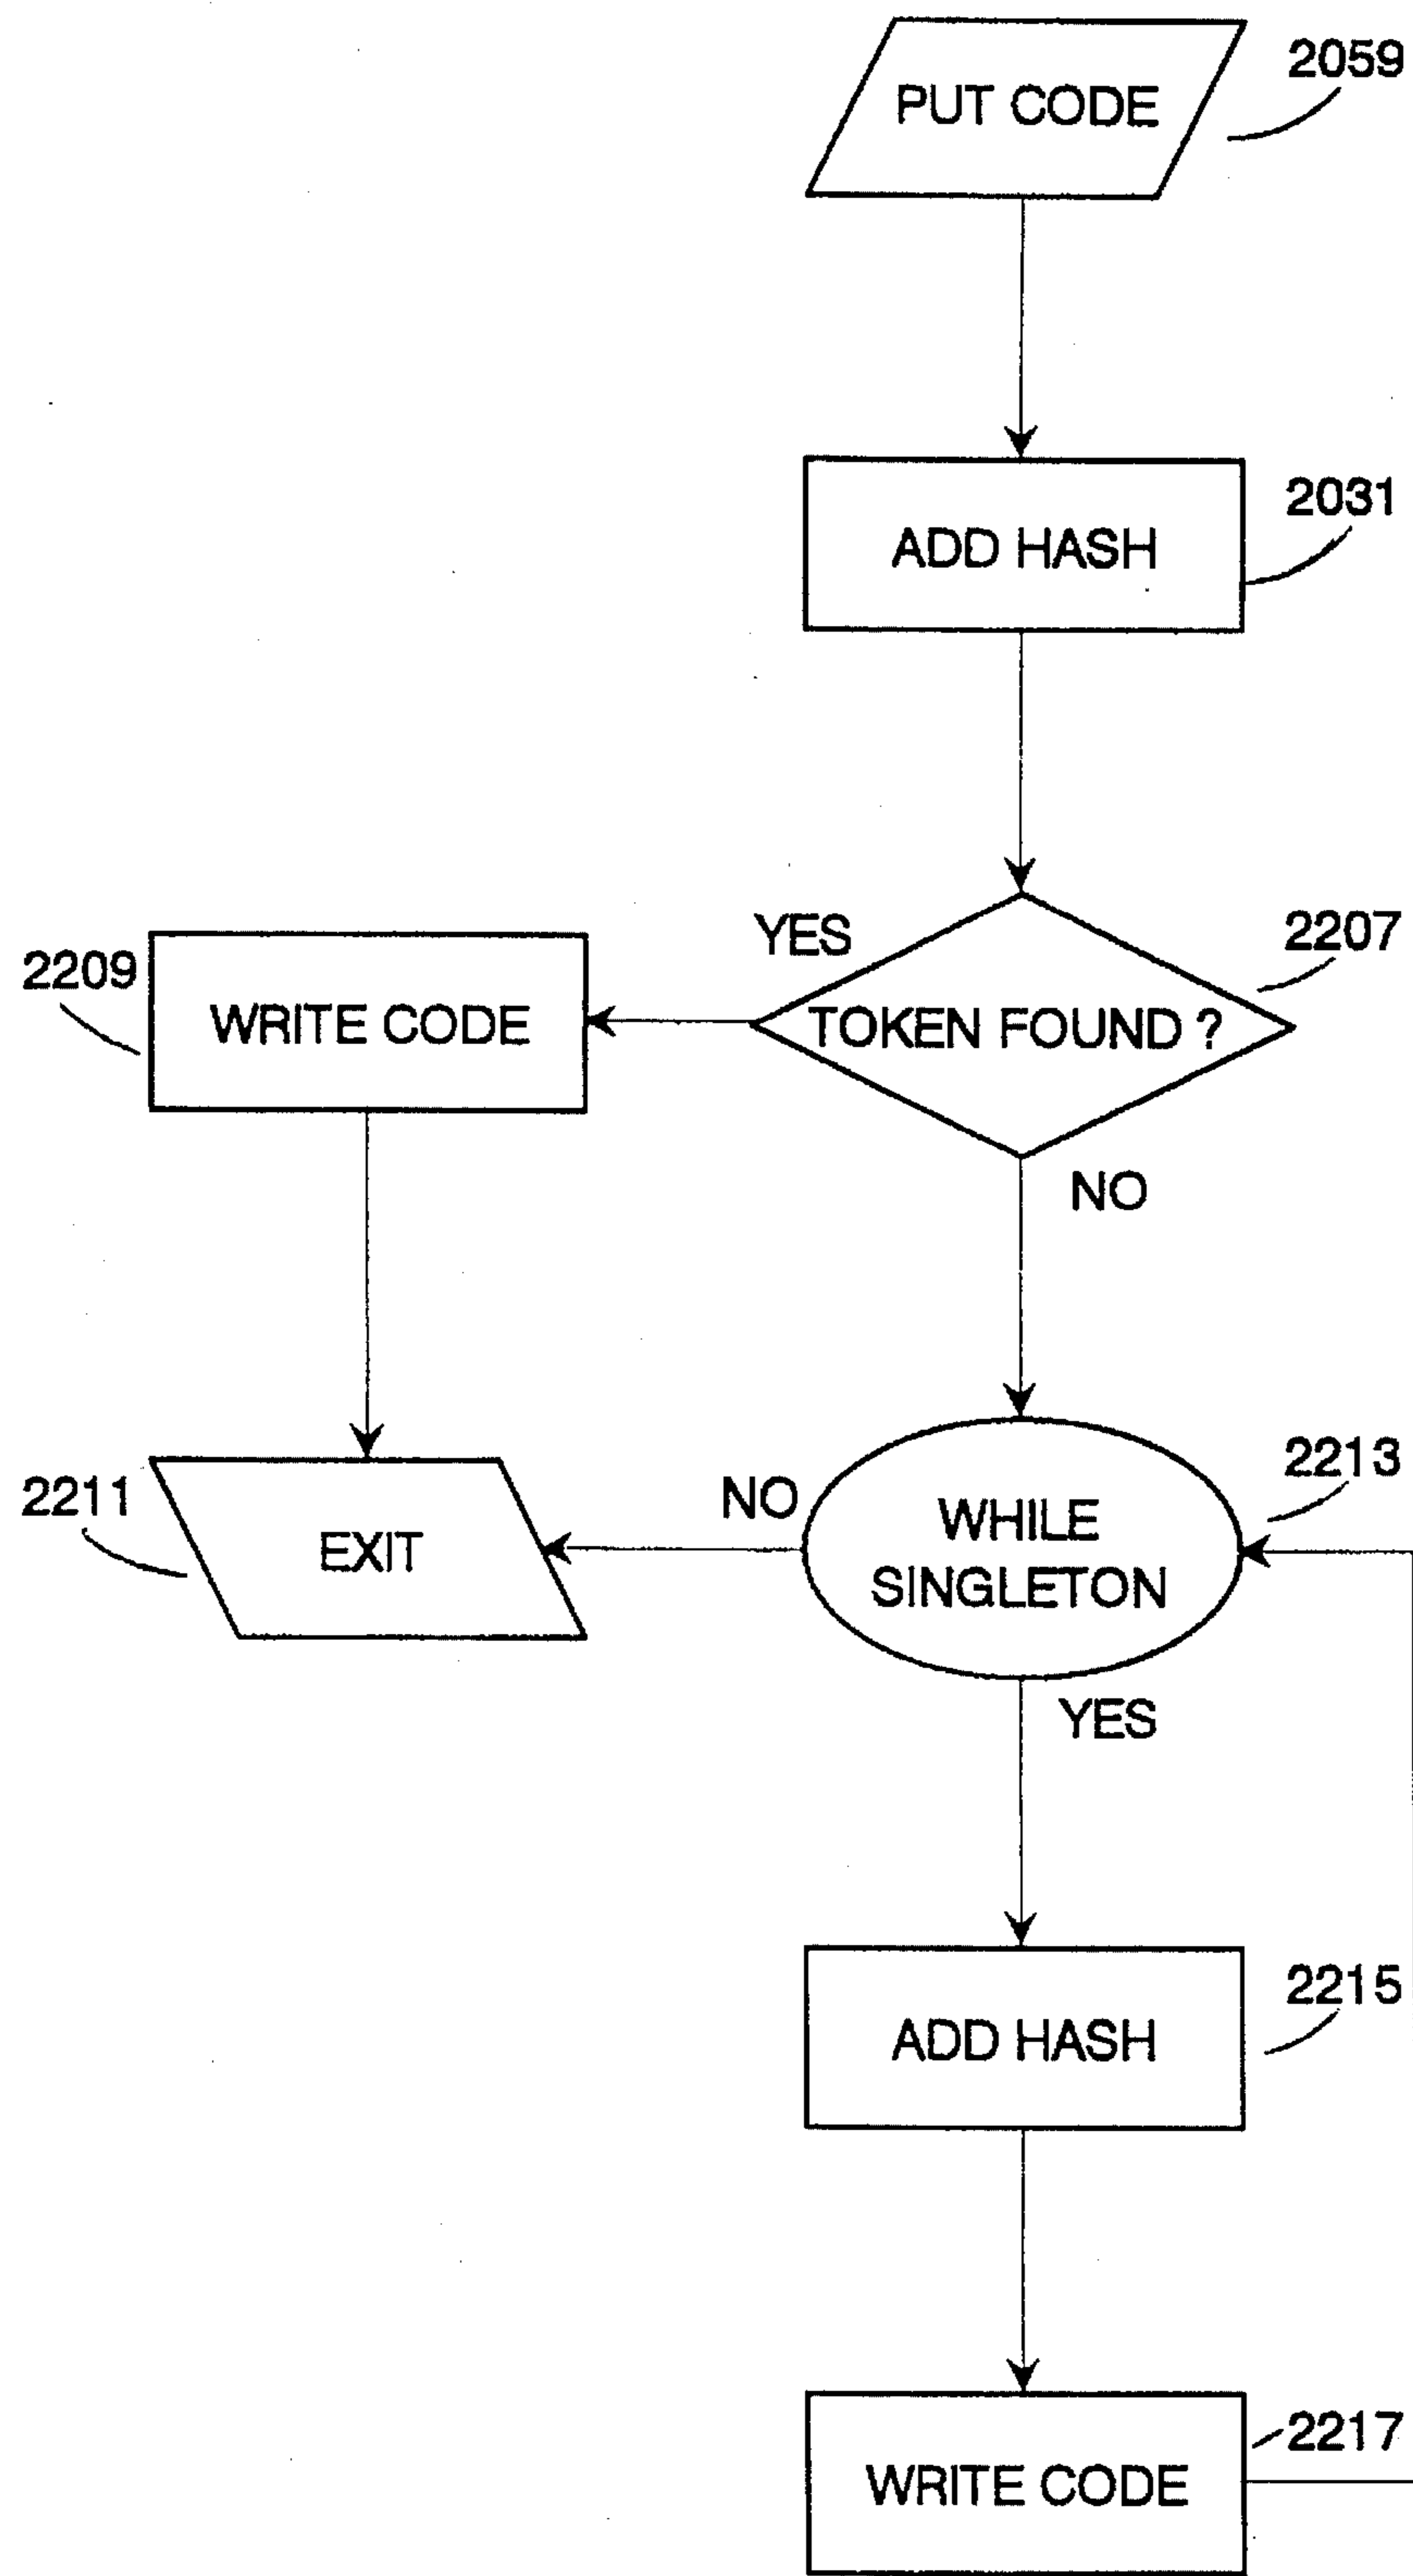 PUT CODE
2059
ADD HASH
2031
TOKEN FOUND ?
2207
YES
NO
WRITE CODE
2209
EXIT
2211
WHILE
SINGLETON
2213
NO
YES
ADD HASH
2215
WRITE CODE
2217